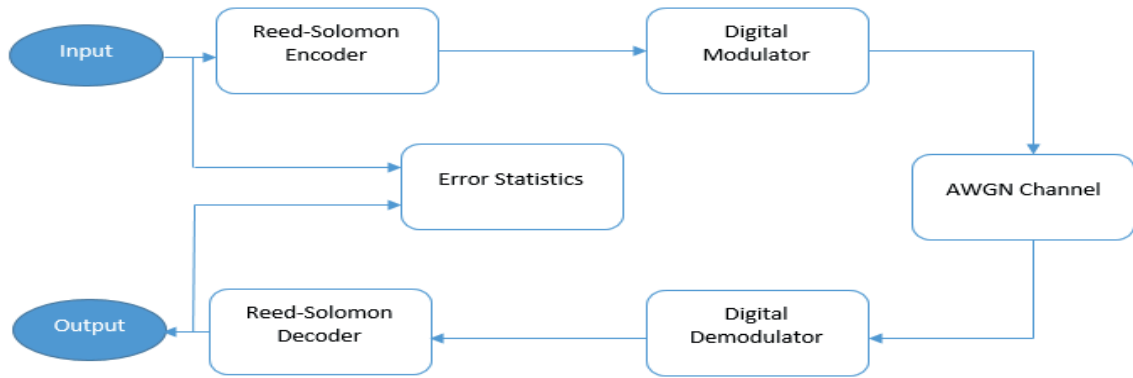 Input
Reed-Solomon
Encoder
Digital
Modulator
Error Statistics
AWGN Channel
Output
Reed-Solomon
Decoder
Digital
Demodulator